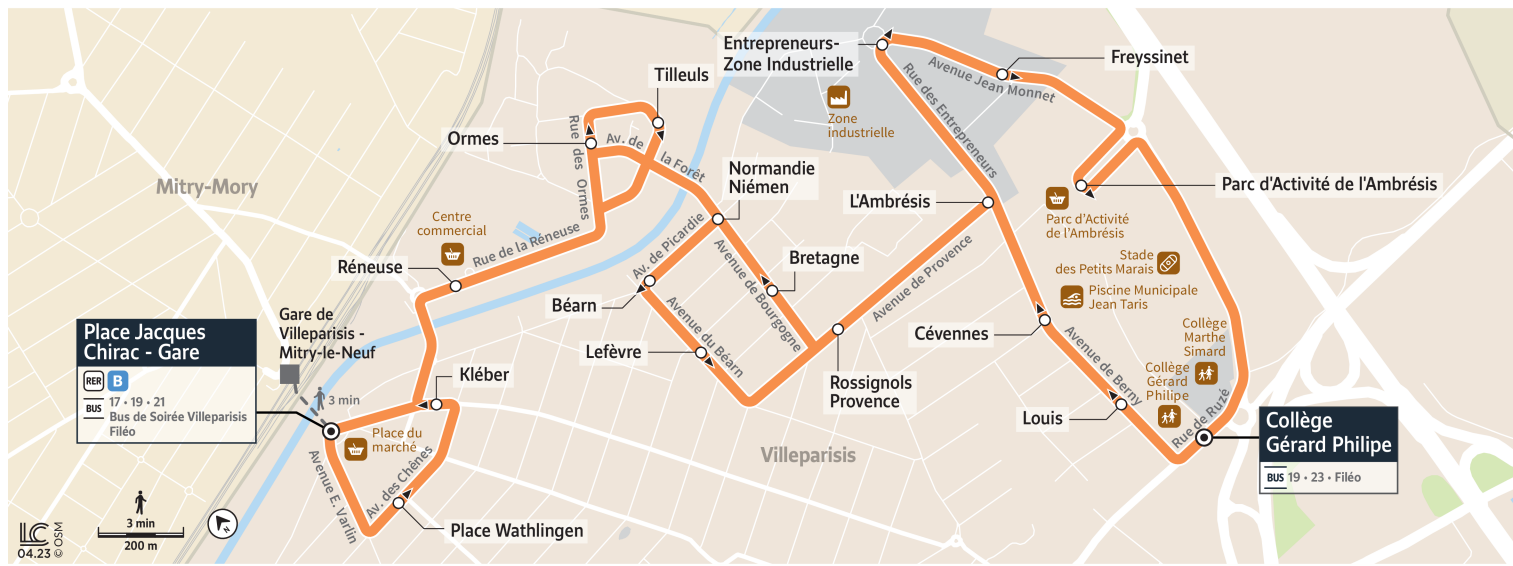 Entrepreneurs-
Zone Industrielle
Freyssinet
Avenue Jean Monnet
Tilleuls
Rue des Entrepreneurs
Zone
industrielle
Ormes
Rue des Ormes
Av. de la Forêt
Normandie
Niémen
Mitry-Mory
L'Ambrésis
Parc d'Activité de l'Ambrésis
Parc d'Activité
de l'Ambrésis
Centre
commercial
Rue de la Réneuse
Réneuse
Av. de Picardie
Avenue de Bourgogne
Bretagne
Avenue de Provence
Stade
des Petits Marais
Piscine Municipale
Jean Taris
Béarn
Avenue du Béarn
Lefèvre
Cévennes
Collège
Marthe
Simard
Gare de
Villeparisis -
Mitry-le-Neuf
Place Jacques
Chirac - Gare
RER B
BUS 17 • 19 • 21
Bus de Soirée Villeparisis
Filéo
3 min
Kléber
Rossignols
Provence
Avenue de Berny
Collège
Gérard
Philipe
Louis
Rue de Ruzé
Collège
Gérard Philipe
BUS 19 • 23 • Filéo
Place du
marché
Avenue E. Varlin
Av. des Chênes
Place Wathlingen
Villeparisis
3 min
200 m
N
LC
04.23 © OSM